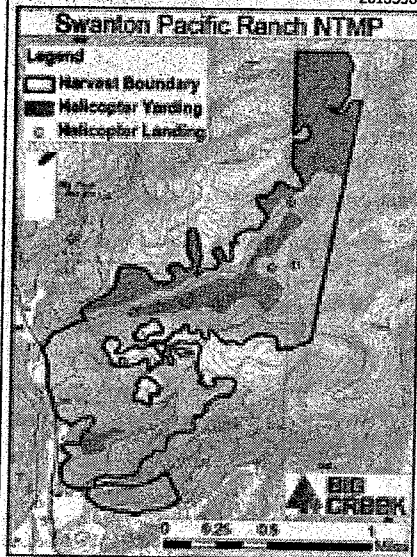 Swanton Pacific Ranch NTMP
Legend
Harvest Boundary
Helicopter Yarding
Helicopter Landing
BIG
CREEK
0 0.25 0.5 1
Miles